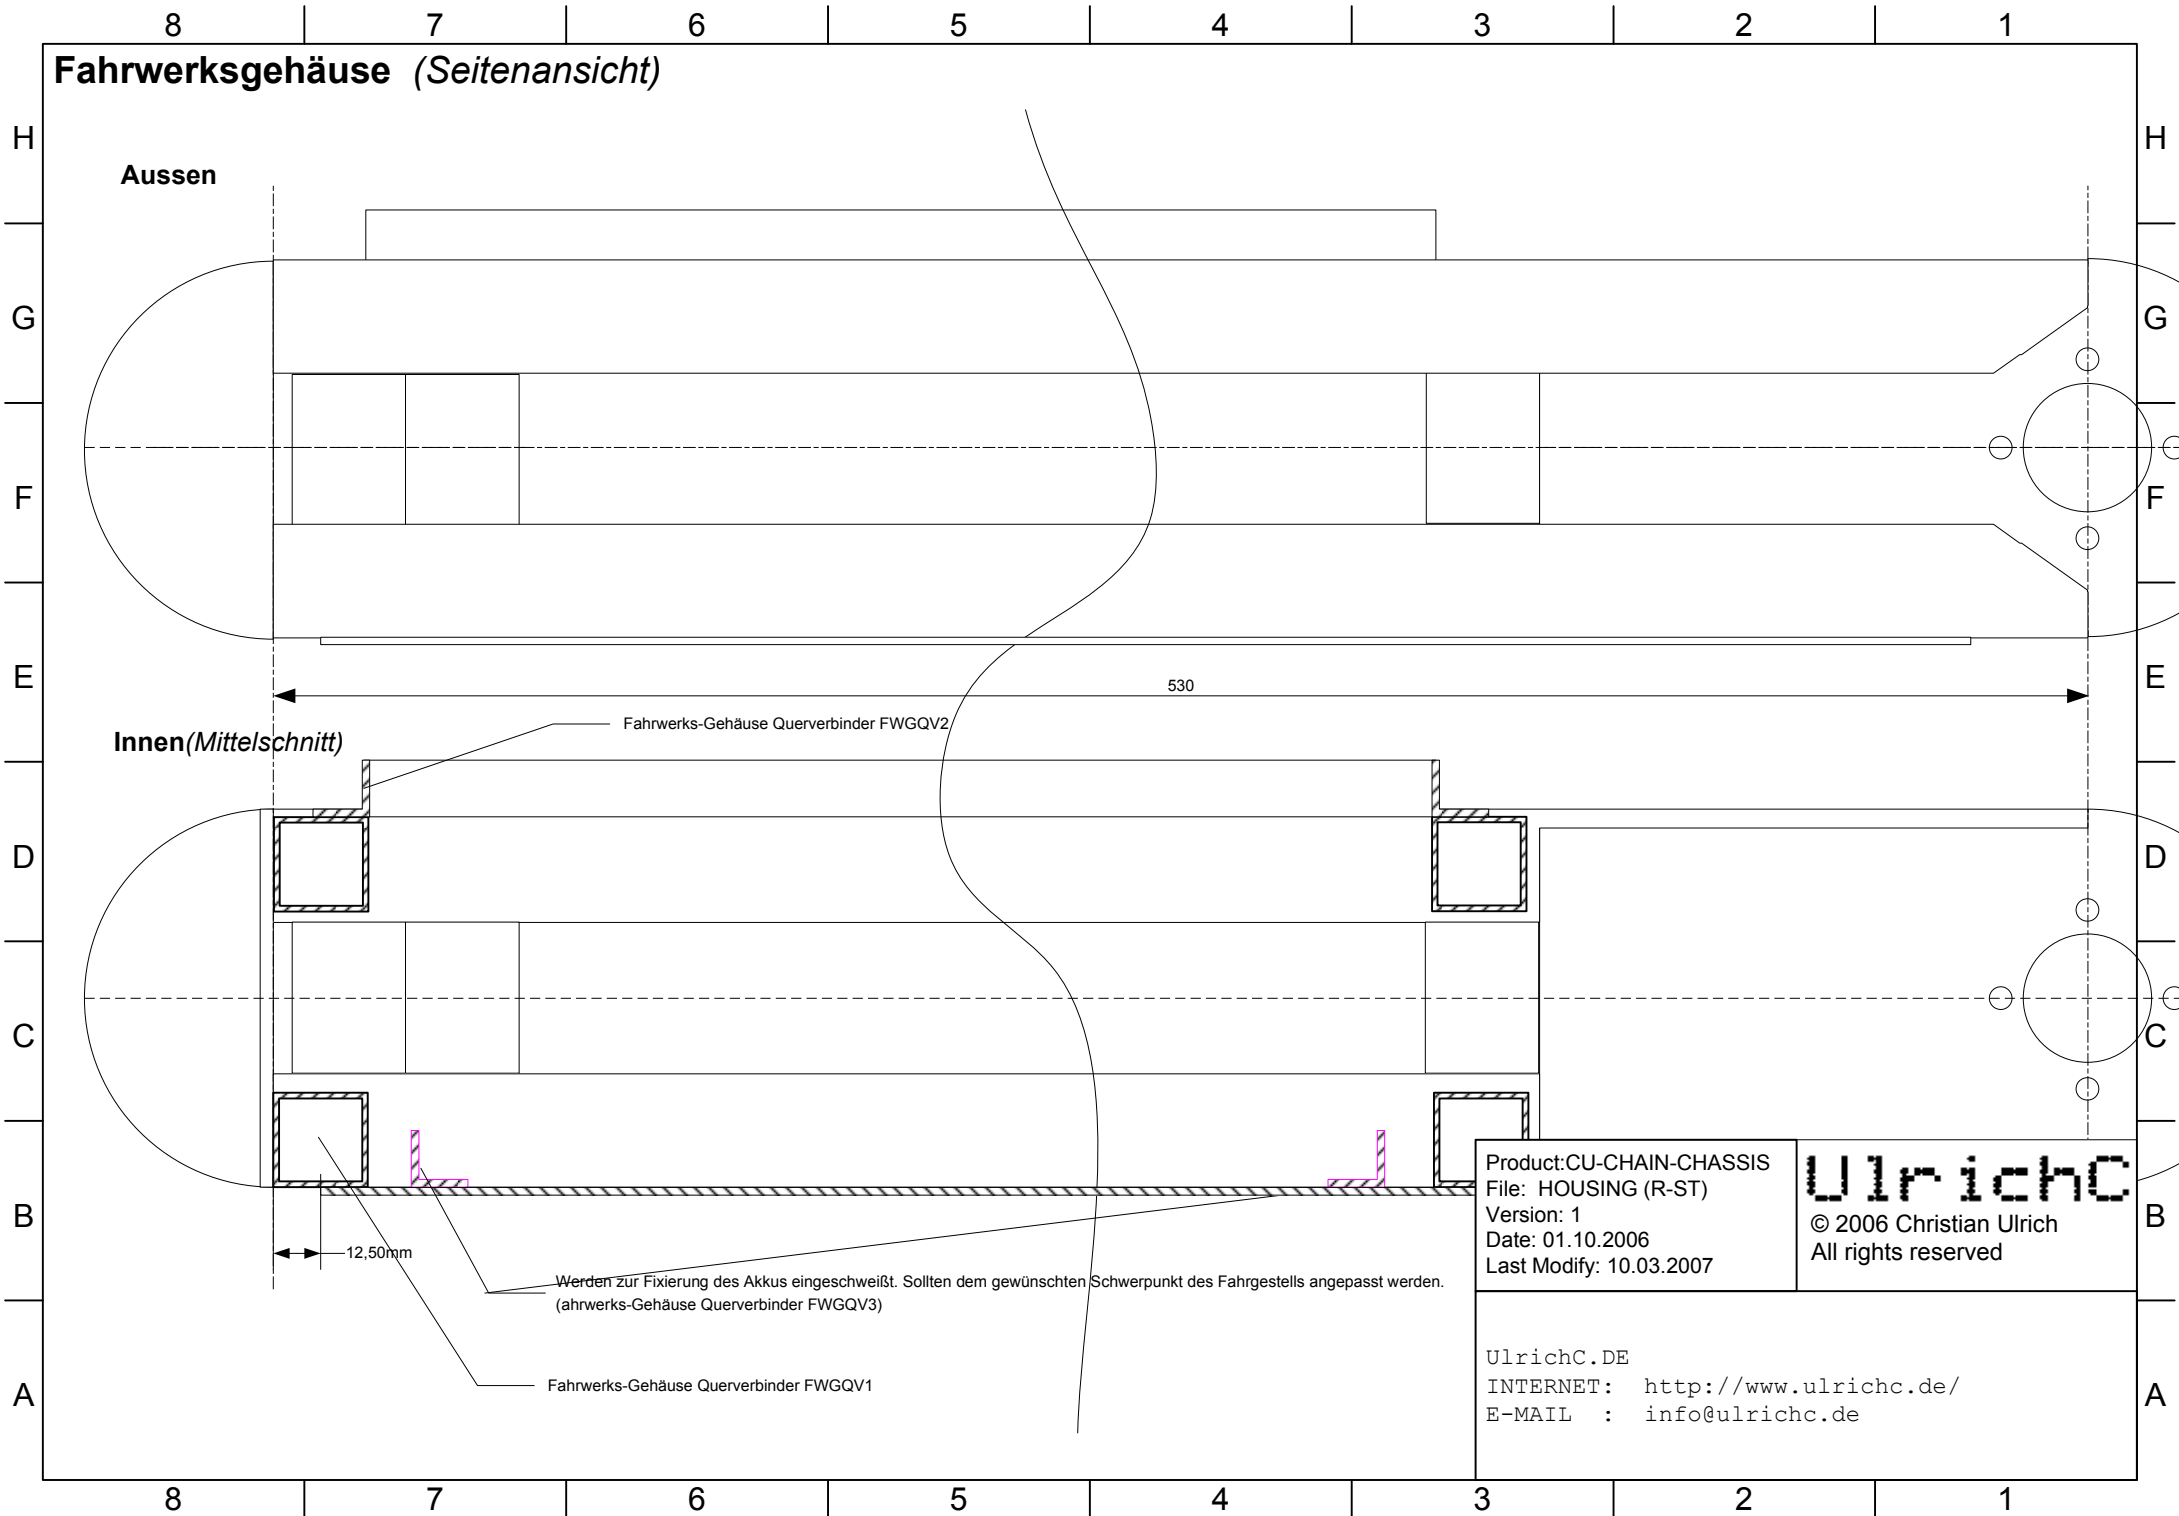 8 7 6 5 4 3 2 1
Fahrwerksgehäuse (Seitenansicht)
H H
Aussen
G G
F F
E E
530
Fahrwerks-Gehäuse Querverbinder FWGQV2
Innen(Mittelschnitt)
D D
C C
B B
Product:CU-CHAIN-CHASSIS
File: HOUSING (R-ST)
Version: 1
Date: 01.10.2006
Last Modify: 10.03.2007
UlrichC
© 2006 Christian Ulrich
All rights reserved
12,50mm
Werden zur Fixierung des Akkus eingeschweißt. Sollten dem gewünschten Schwerpunkt des Fahrgestells angepasst werden.
(ahrwerks-Gehäuse Querverbinder FWGQV3)
Fahrwerks-Gehäuse Querverbinder FWGQV1
A A
UlrichC.DE
INTERNET: http://www.ulrichc.de/
E-MAIL : info@ulrichc.de
8 7 6 5 4 3 2 1